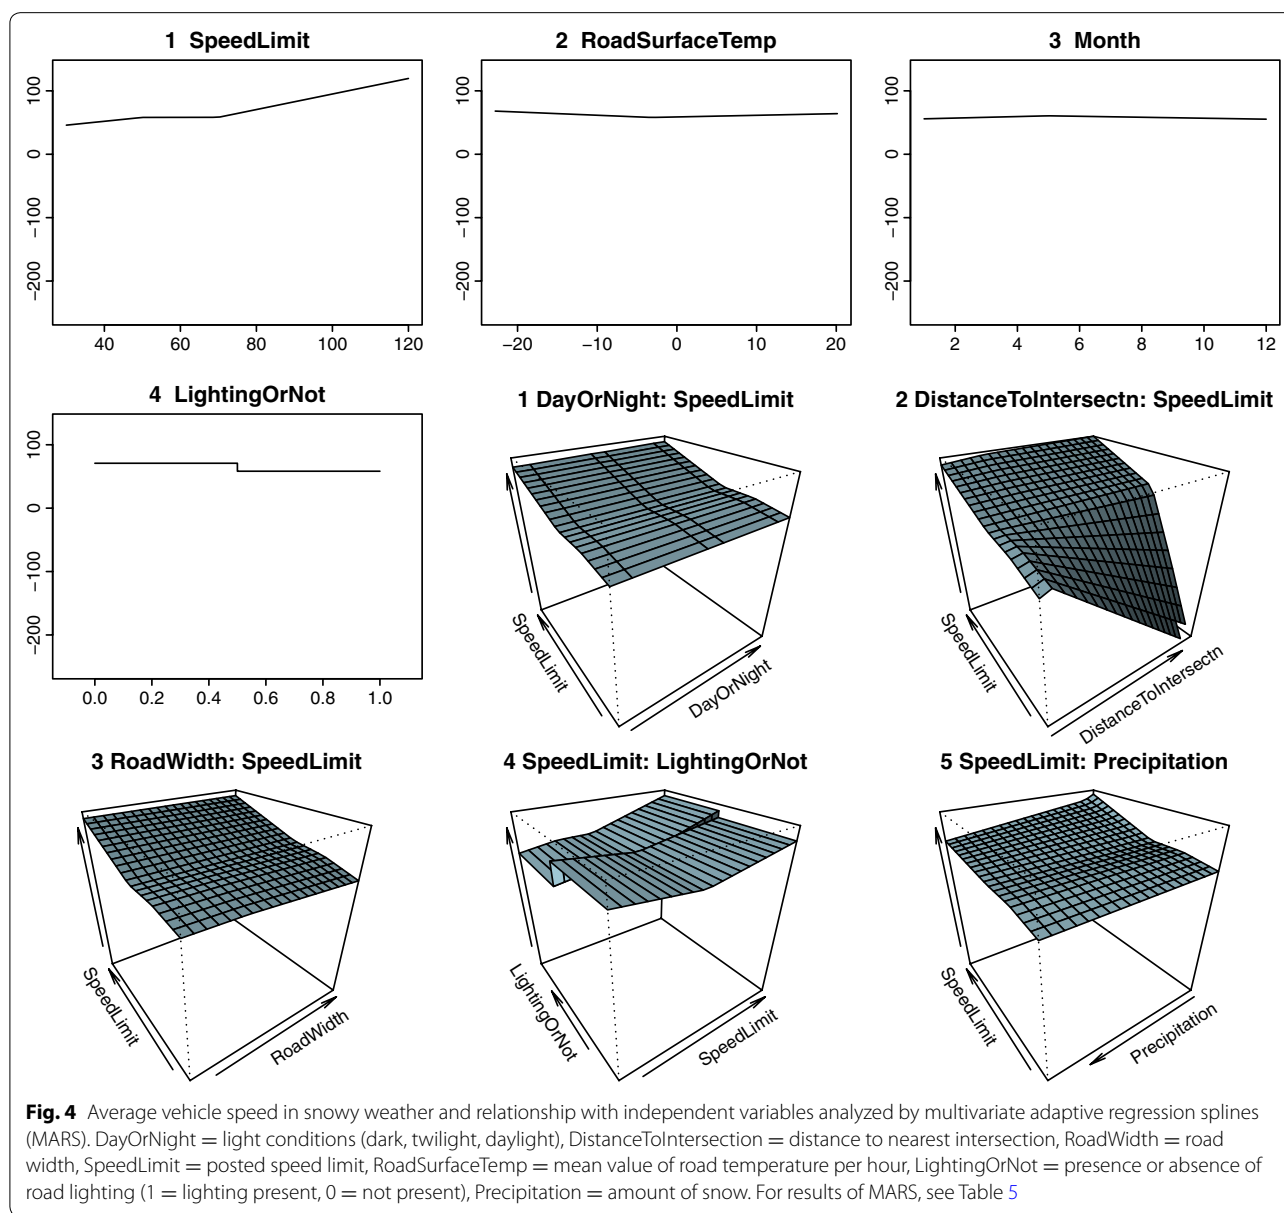 1 SpeedLimit
2 RoadSurfaceTemp
3 Month
100
0
−100
−200
40 60 80 100 120
100
0
−100
−200
−20 −10 0 10 20
100
0
−100
−200
2 4 6 8 10 12
4 LightingOrNot
1 DayOrNight: SpeedLimit
2 DistanceToIntersectn: SpeedLimit
100
0
−100
−200
0.0 0.2 0.4 0.6 0.8 1.0
SpeedLimit
DayOrNight
SpeedLimit
DistanceToIntersectn
3 RoadWidth: SpeedLimit
4 SpeedLimit: LightingOrNot
5 SpeedLimit: Precipitation
SpeedLimit
RoadWidth
LightingOrNot
SpeedLimit
SpeedLimit
Precipitation
Fig. 4 Average vehicle speed in snowy weather and relationship with independent variables analyzed by multivariate adaptive regression splines
(MARS). DayOrNight = light conditions (dark, twilight, daylight), DistanceToIntersection = distance to nearest intersection, RoadWidth = road
width, SpeedLimit = posted speed limit, RoadSurfaceTemp = mean value of road temperature per hour, LightingOrNot = presence or absence of
road lighting (1 = lighting present, 0 = not present), Precipitation = amount of snow. For results of MARS, see Table 5